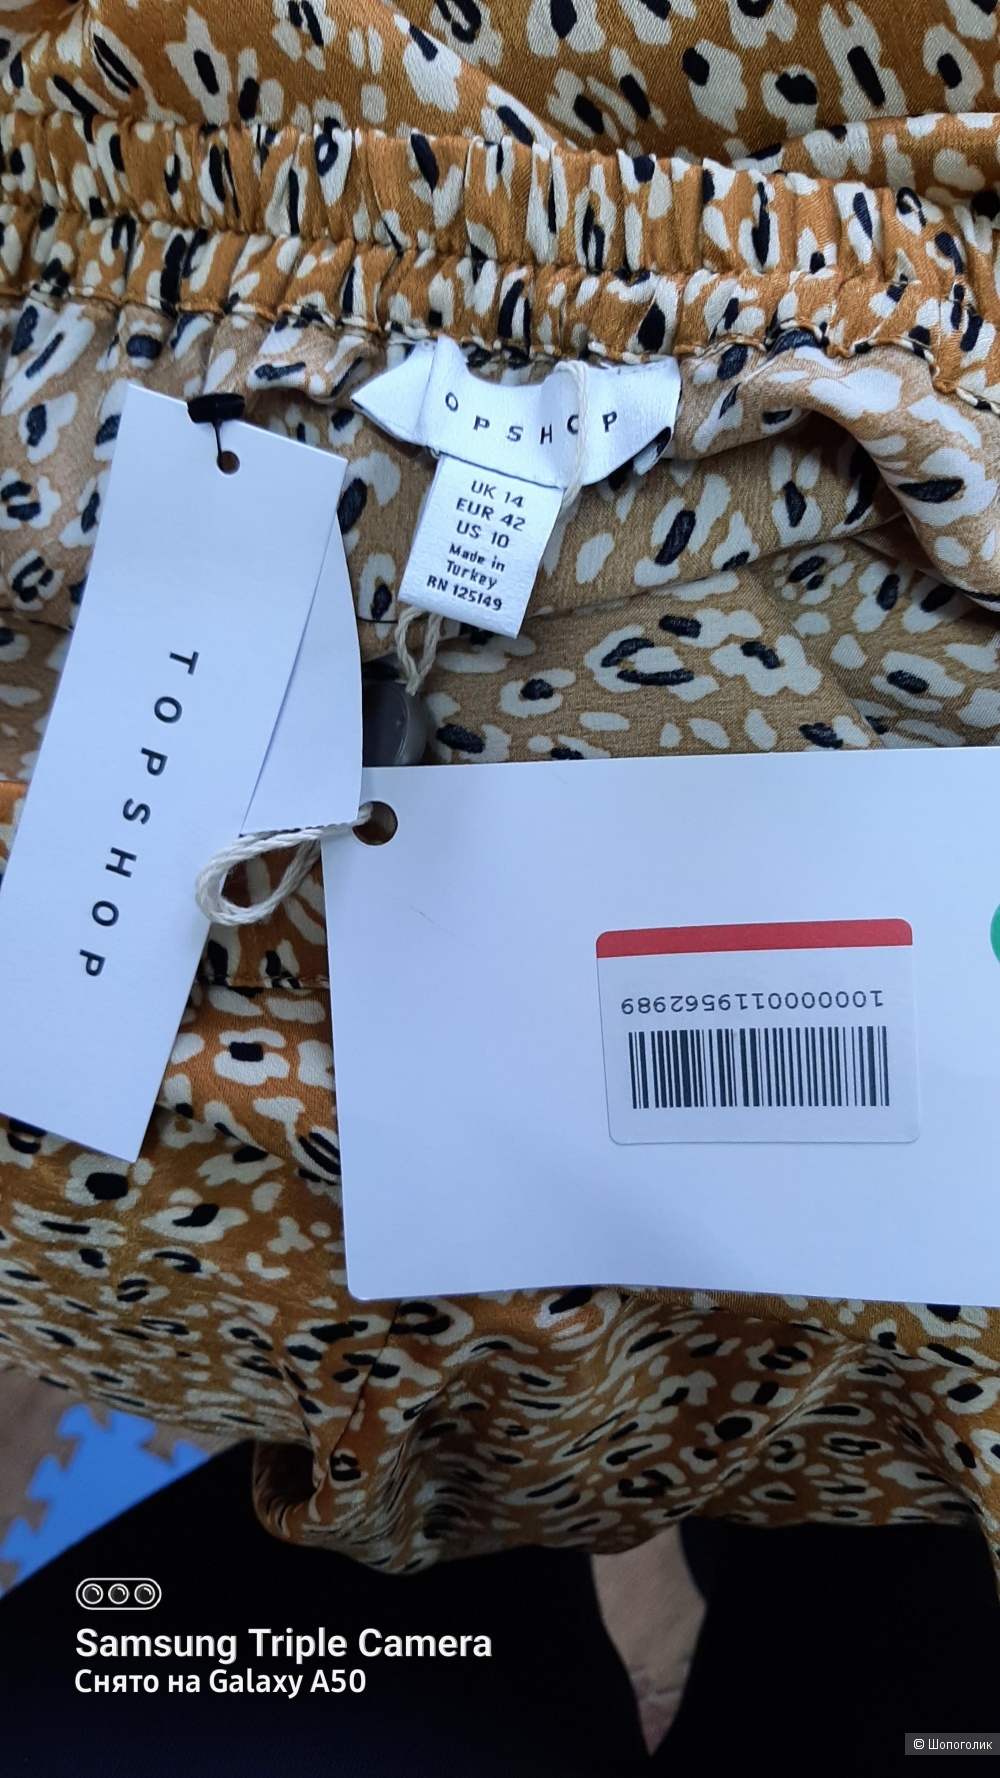 OPSHOP
UK 14
EUR 42
US 10
Made in
Turkey
RN 125149
TOPSHOP
1000000119562989
Samsung Triple Camera
Снято на Galaxy A50
© Шопоголик